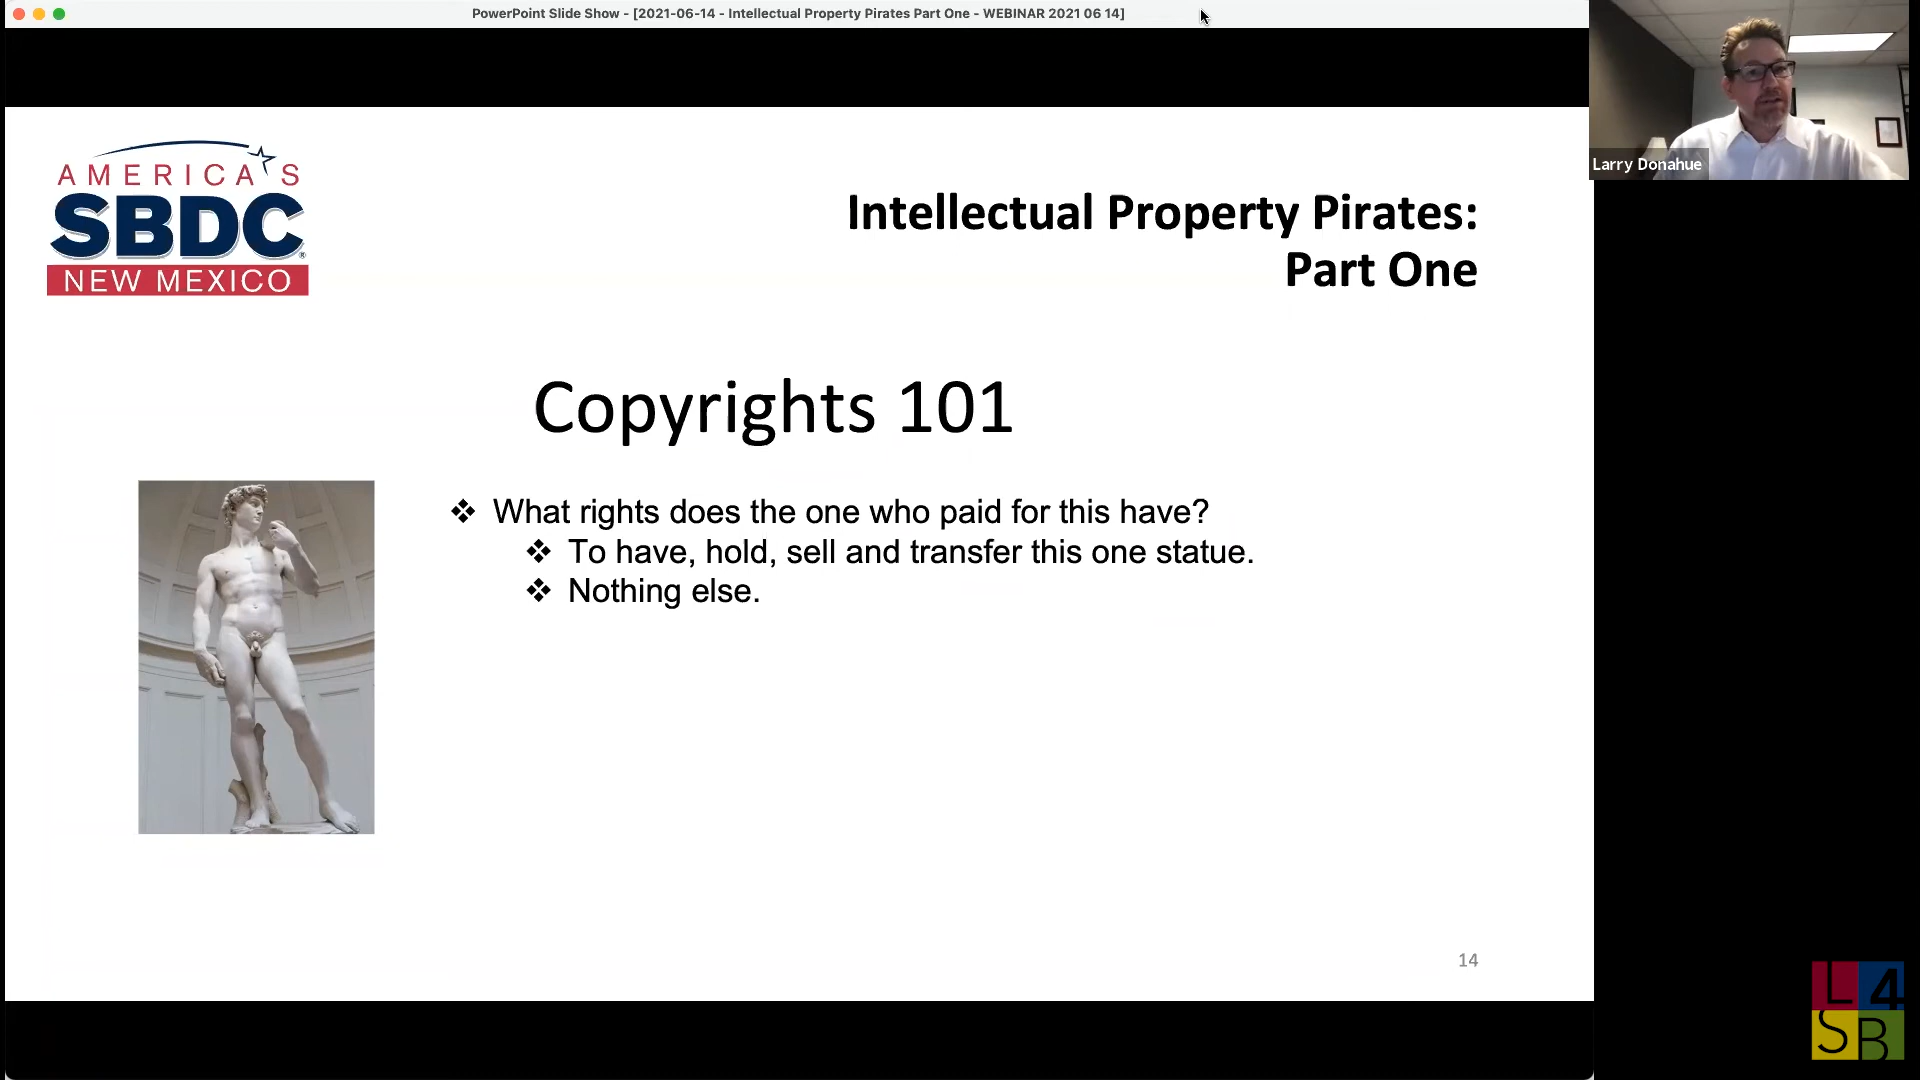 PowerPoint Slide Show - [2021-06-14 - Intellectual Property Pirates Part One - WEBINAR 2021 06 14]
Larry Donahue
AMERICA'S
SBDC
NEW MEXICO
Intellectual Property Pirates:
Part One
Copyrights 101
❖ What rights does the one who paid for this have?
❖ To have, hold, sell and transfer this one statue.
❖ Nothing else.
14
L4
SB